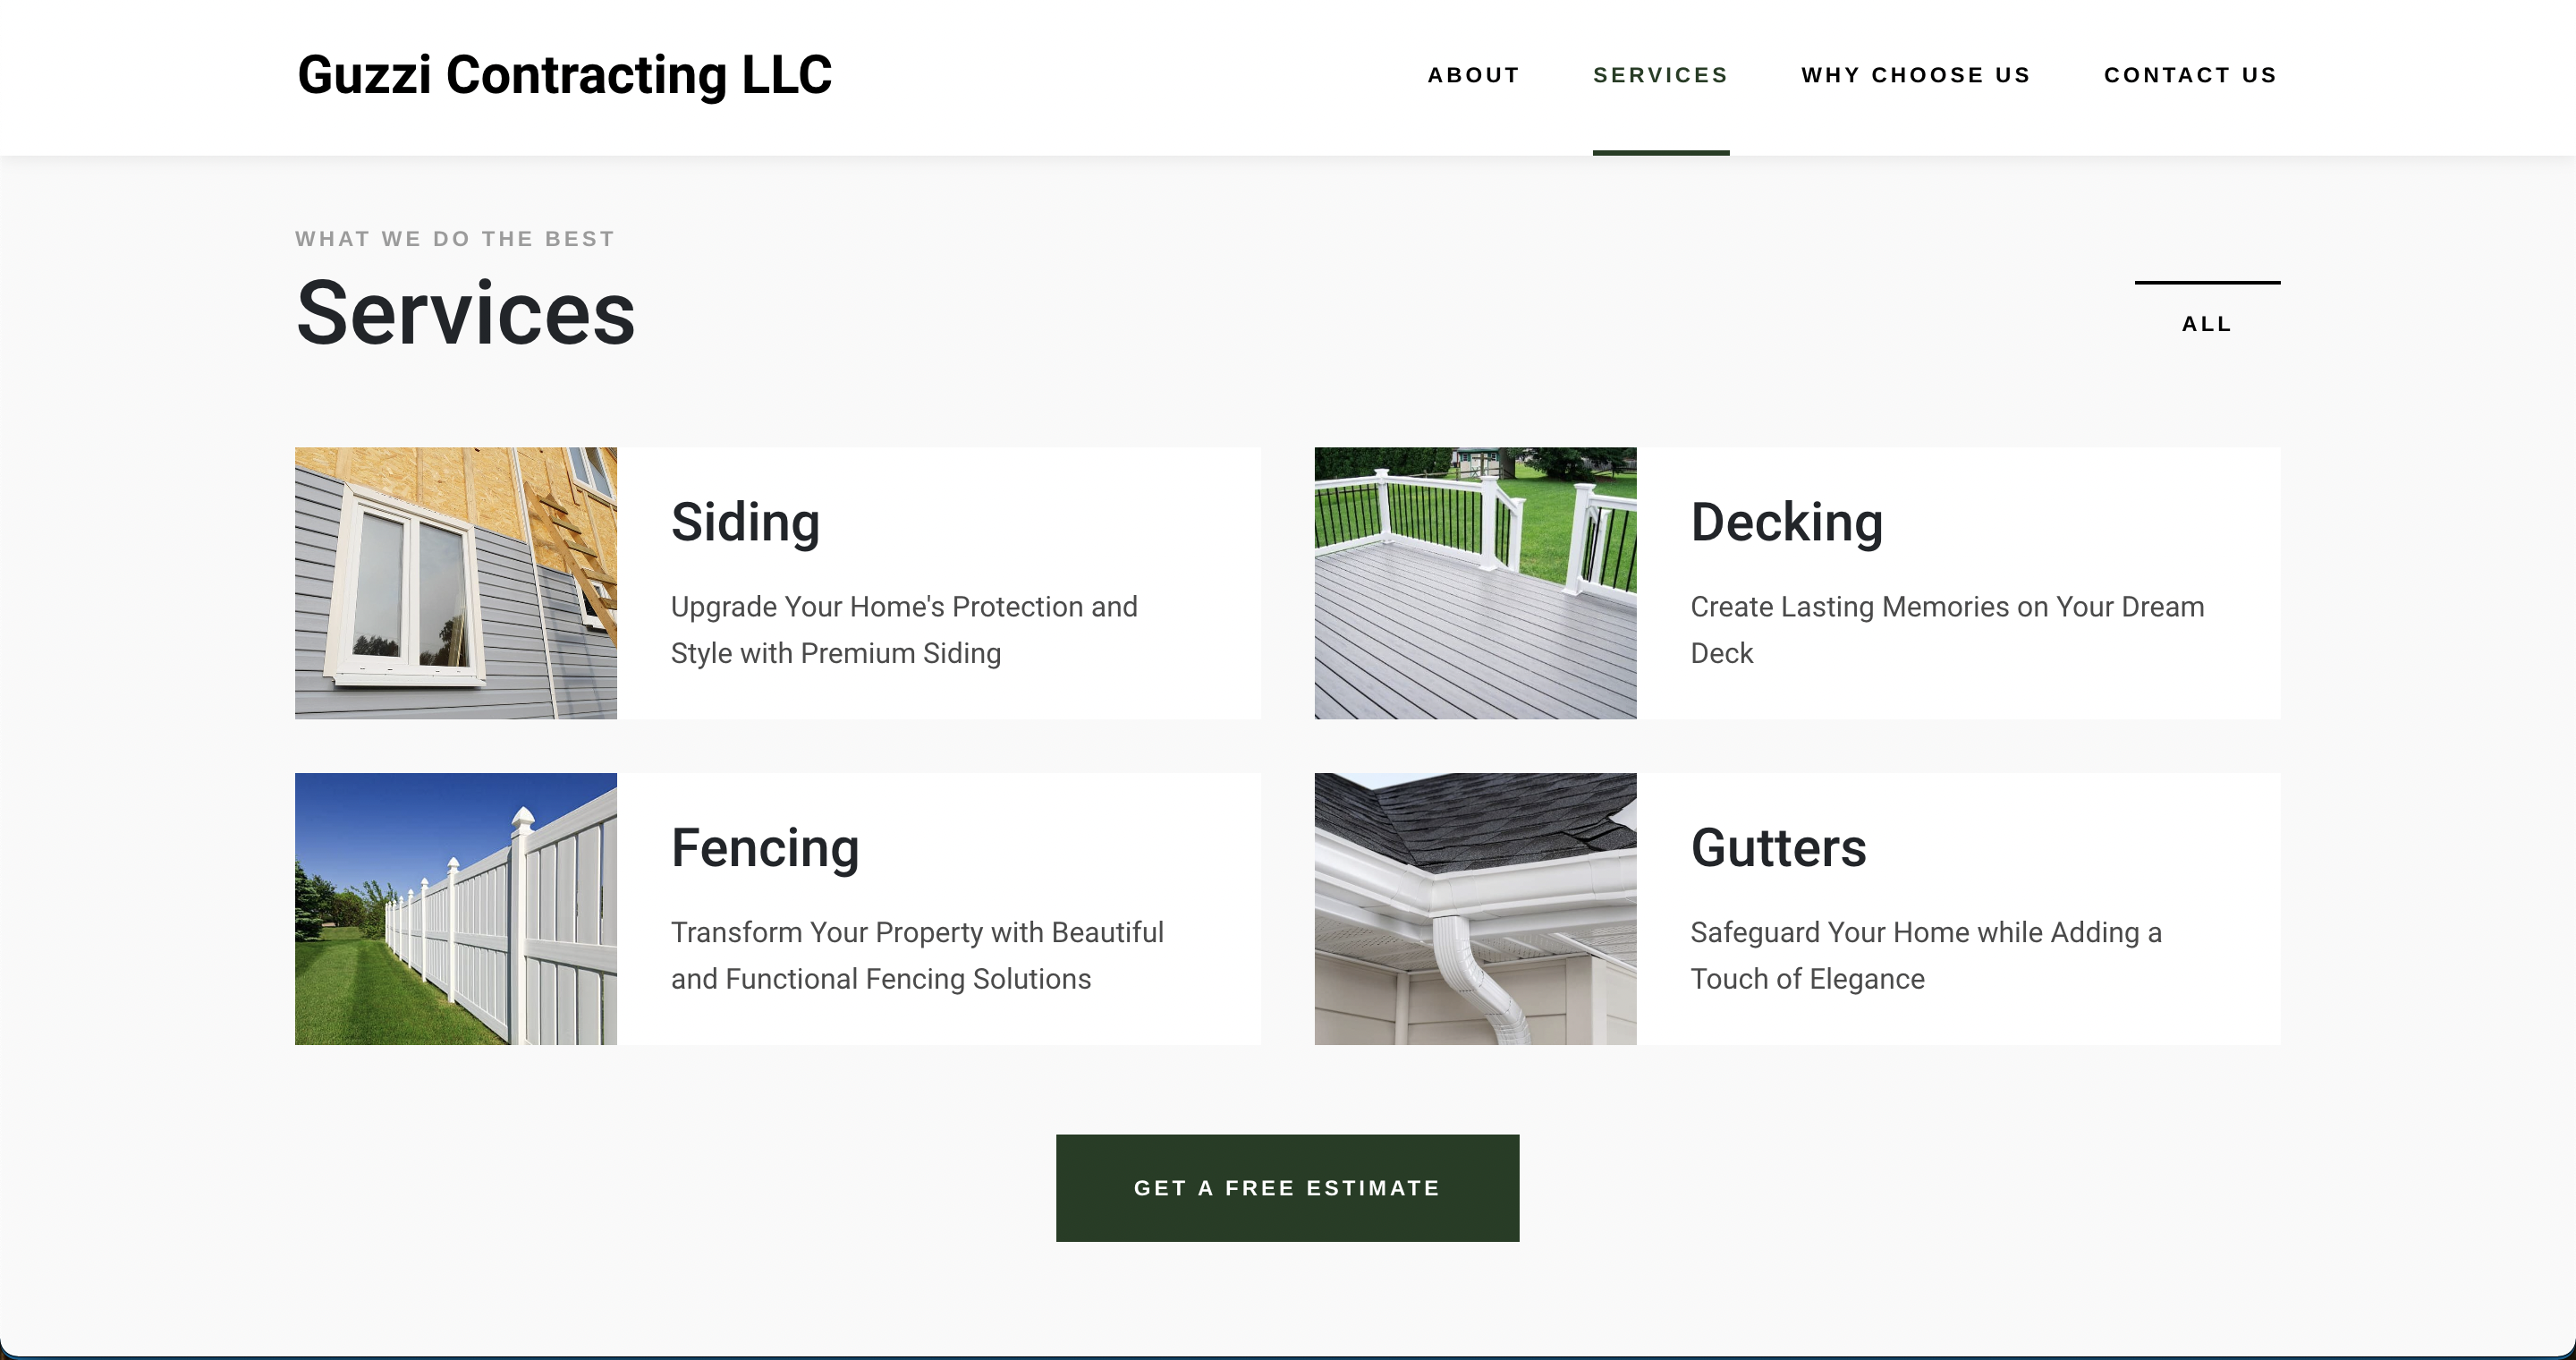 Guzzi Contracting LLC
ABOUT
SERVICES
WHY CHOOSE US
CONTACT US
WHAT WE DO THE BEST
Services
ALL
Siding
Upgrade Your Home's Protection and
Style with Premium Siding
Decking
Create Lasting Memories on Your Dream
Deck
Fencing
Transform Your Property with Beautiful
and Functional Fencing Solutions
Gutters
Safeguard Your Home while Adding a
Touch of Elegance
GET A FREE ESTIMATE